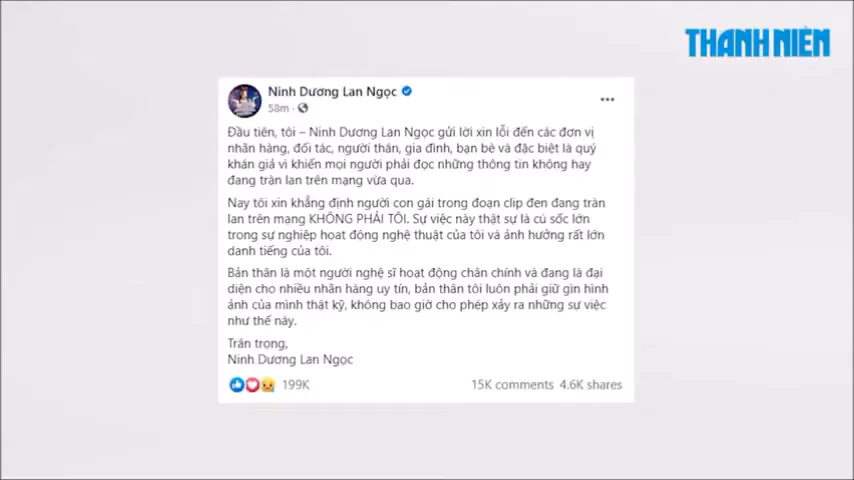 THANH NIÊN
Ninh Dương Lan Ngọc
58m
Đầu tiên, tôi – Ninh Dương Lan Ngọc gửi lời xin lỗi đến các đơn vị
nhãn hàng, đối tác, người thân, gia đình, bạn bè và đặc biệt là quý
khán giả vì khiến mọi người phải đọc những thông tin không hay
đang tràn lan trên mạng vừa qua.
Nay tôi xin khẳng định người con gái trong đoạn clip đen đang tràn
lan trên mạng KHÔNG PHẢI TÔI. Sự việc này thật sự là cú sốc lớn
trong sự nghiệp hoạt động nghệ thuật của tôi và ảnh hưởng rất lớn
danh tiếng của tôi.
Bản thân là một người nghệ sĩ hoạt động chân chính và đang là đại
diện cho nhiều nhãn hàng uy tín, bản thân tôi luôn phải giữ gìn hình
ảnh của mình thật kỹ, không bao giờ cho phép xảy ra những sự việc
như thế này.
Trân trọng,
Ninh Dương Lan Ngọc
199K
15K comments 4.6K shares